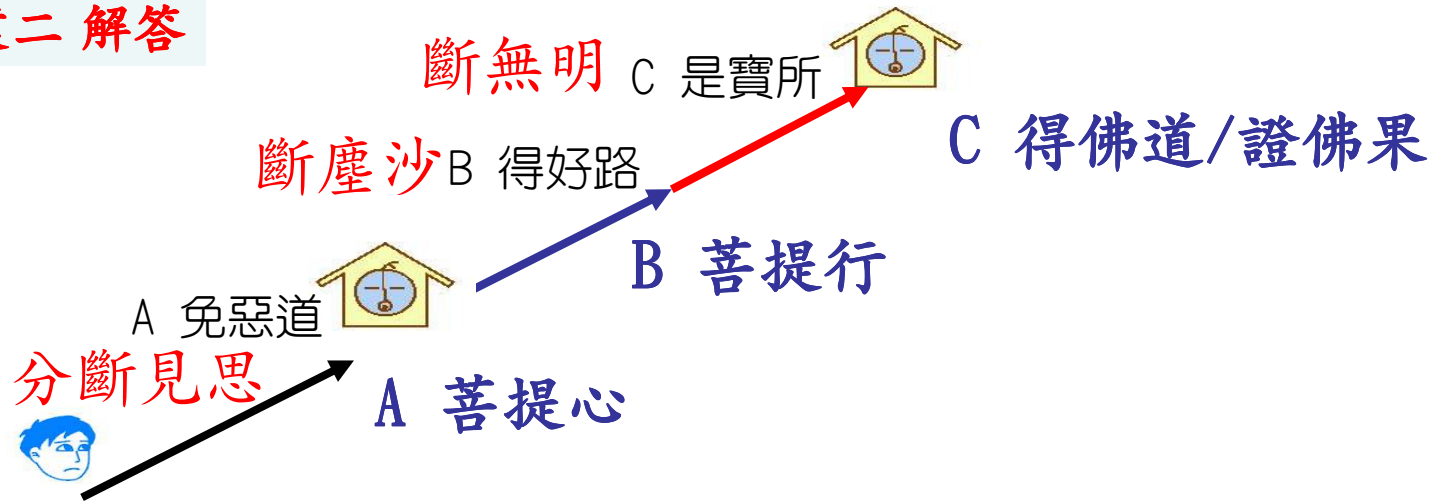 二 解答
斷無明 C 是寶所
C 得佛道/證佛果
斷塵沙 B 得好路
B 菩提行
A 免惡道
分斷見思
A 菩提心